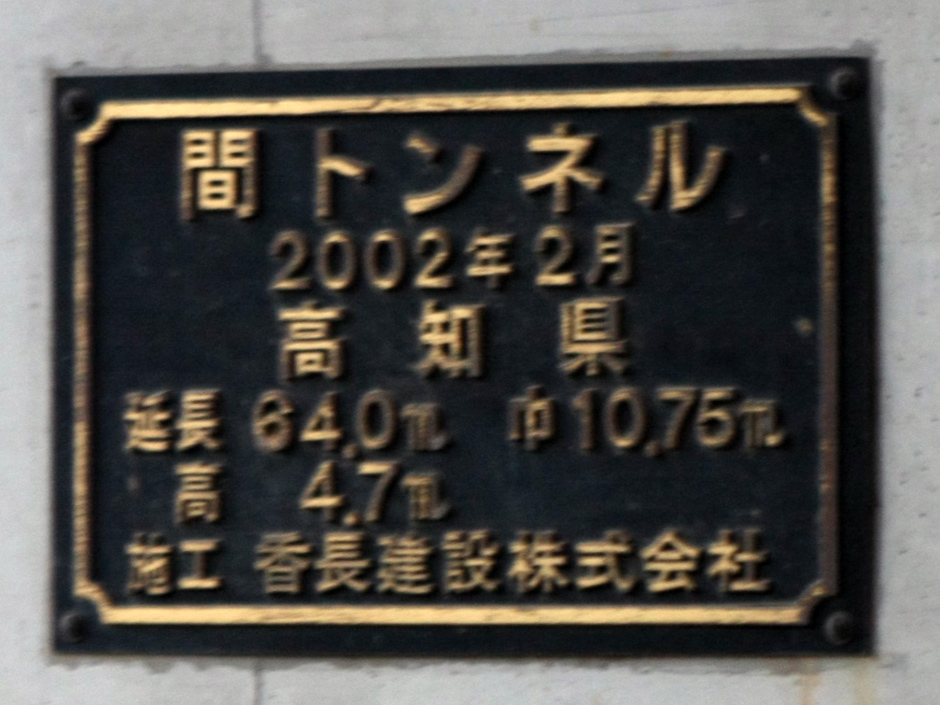 間トンネル
2002年2月
高知県
延長 64.0m 巾10.75m
高 4.7m
施工 香長建設株式会社